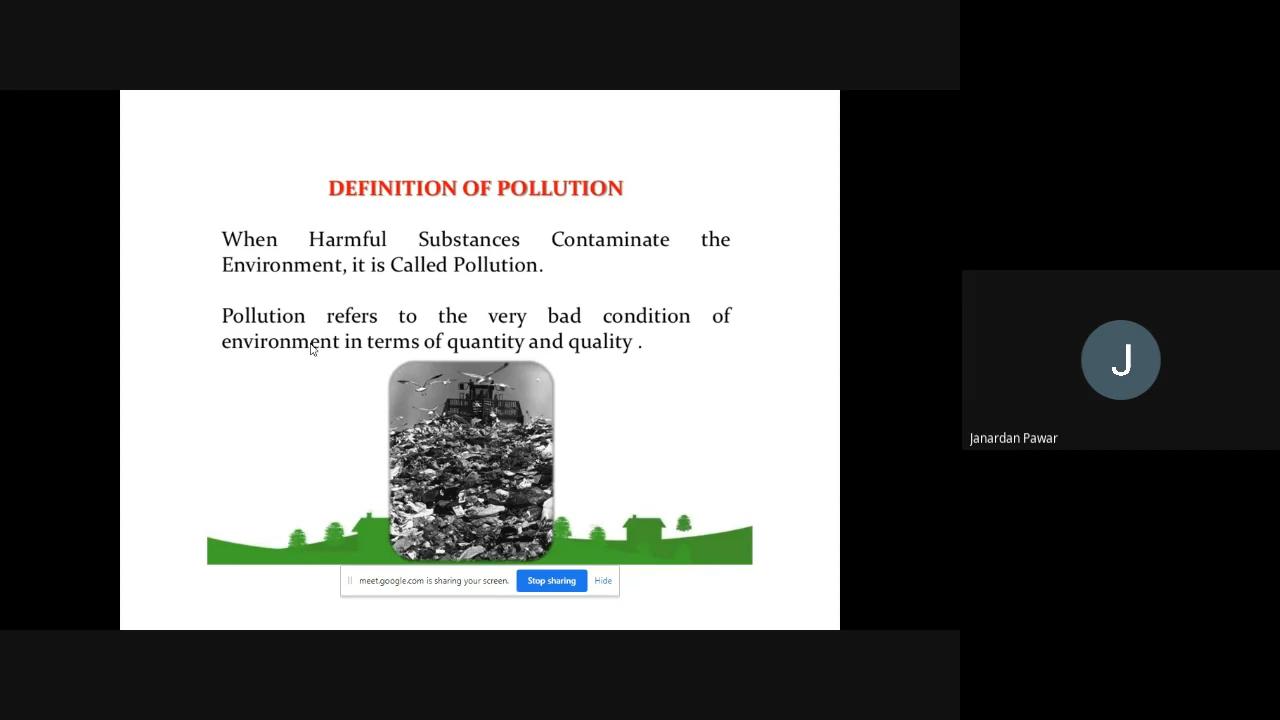 DEFINITION OF POLLUTION
When Harmful Substances Contaminate the
Environment, it is Called Pollution.
Pollution refers to the very bad condition of
environment in terms of quantity and quality .
meet.google.com is sharing your screen. Stop sharing Hide
J
Janardan Pawar